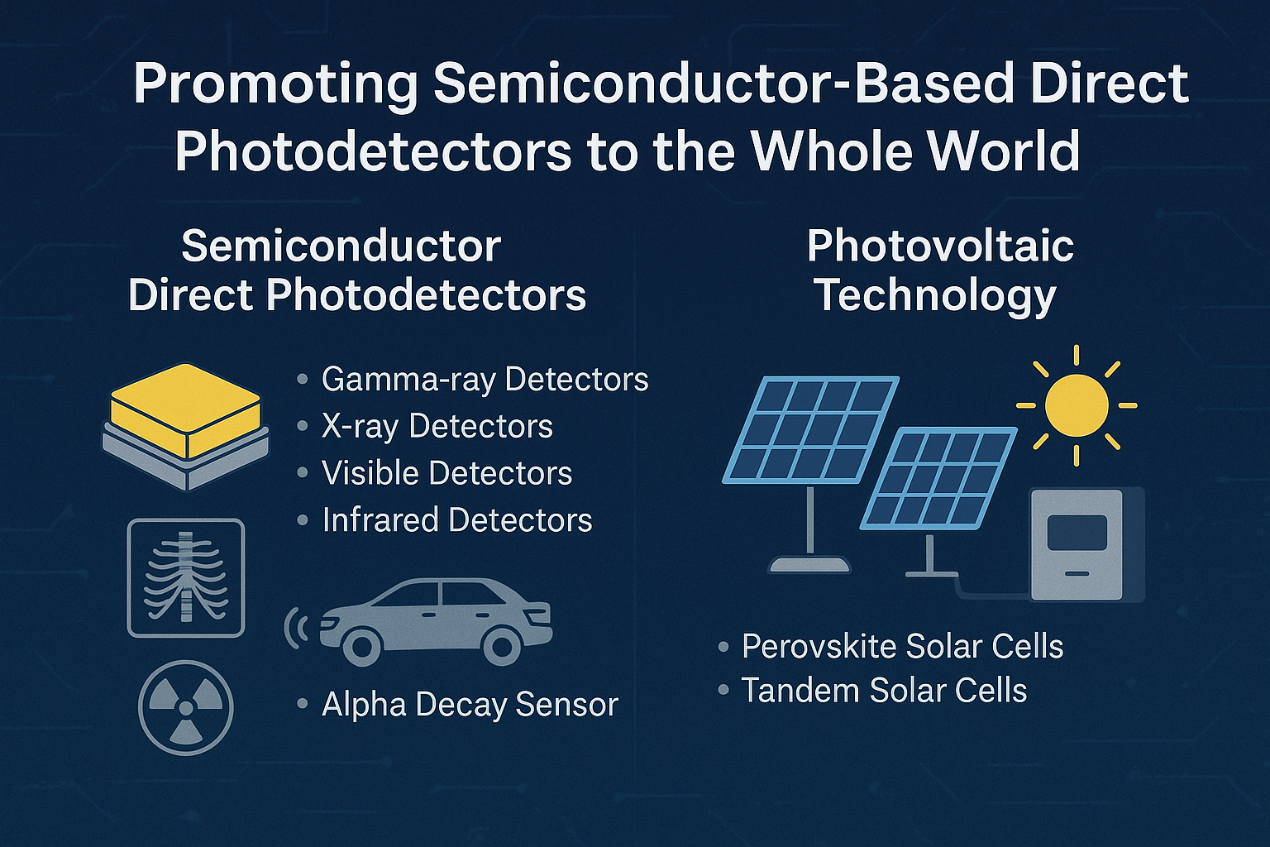 Promoting Semiconductor-Based Direct
Photodetectors to the Whole World
Semiconductor
Direct Photodetectors
• Gamma-ray Detectors
• X-ray Detectors
• Visible Detectors
• Infrared Detectors
• Alpha Decay Sensor
Photovoltaic
Technology
• Perovskite Solar Cells
• Tandem Solar Cells